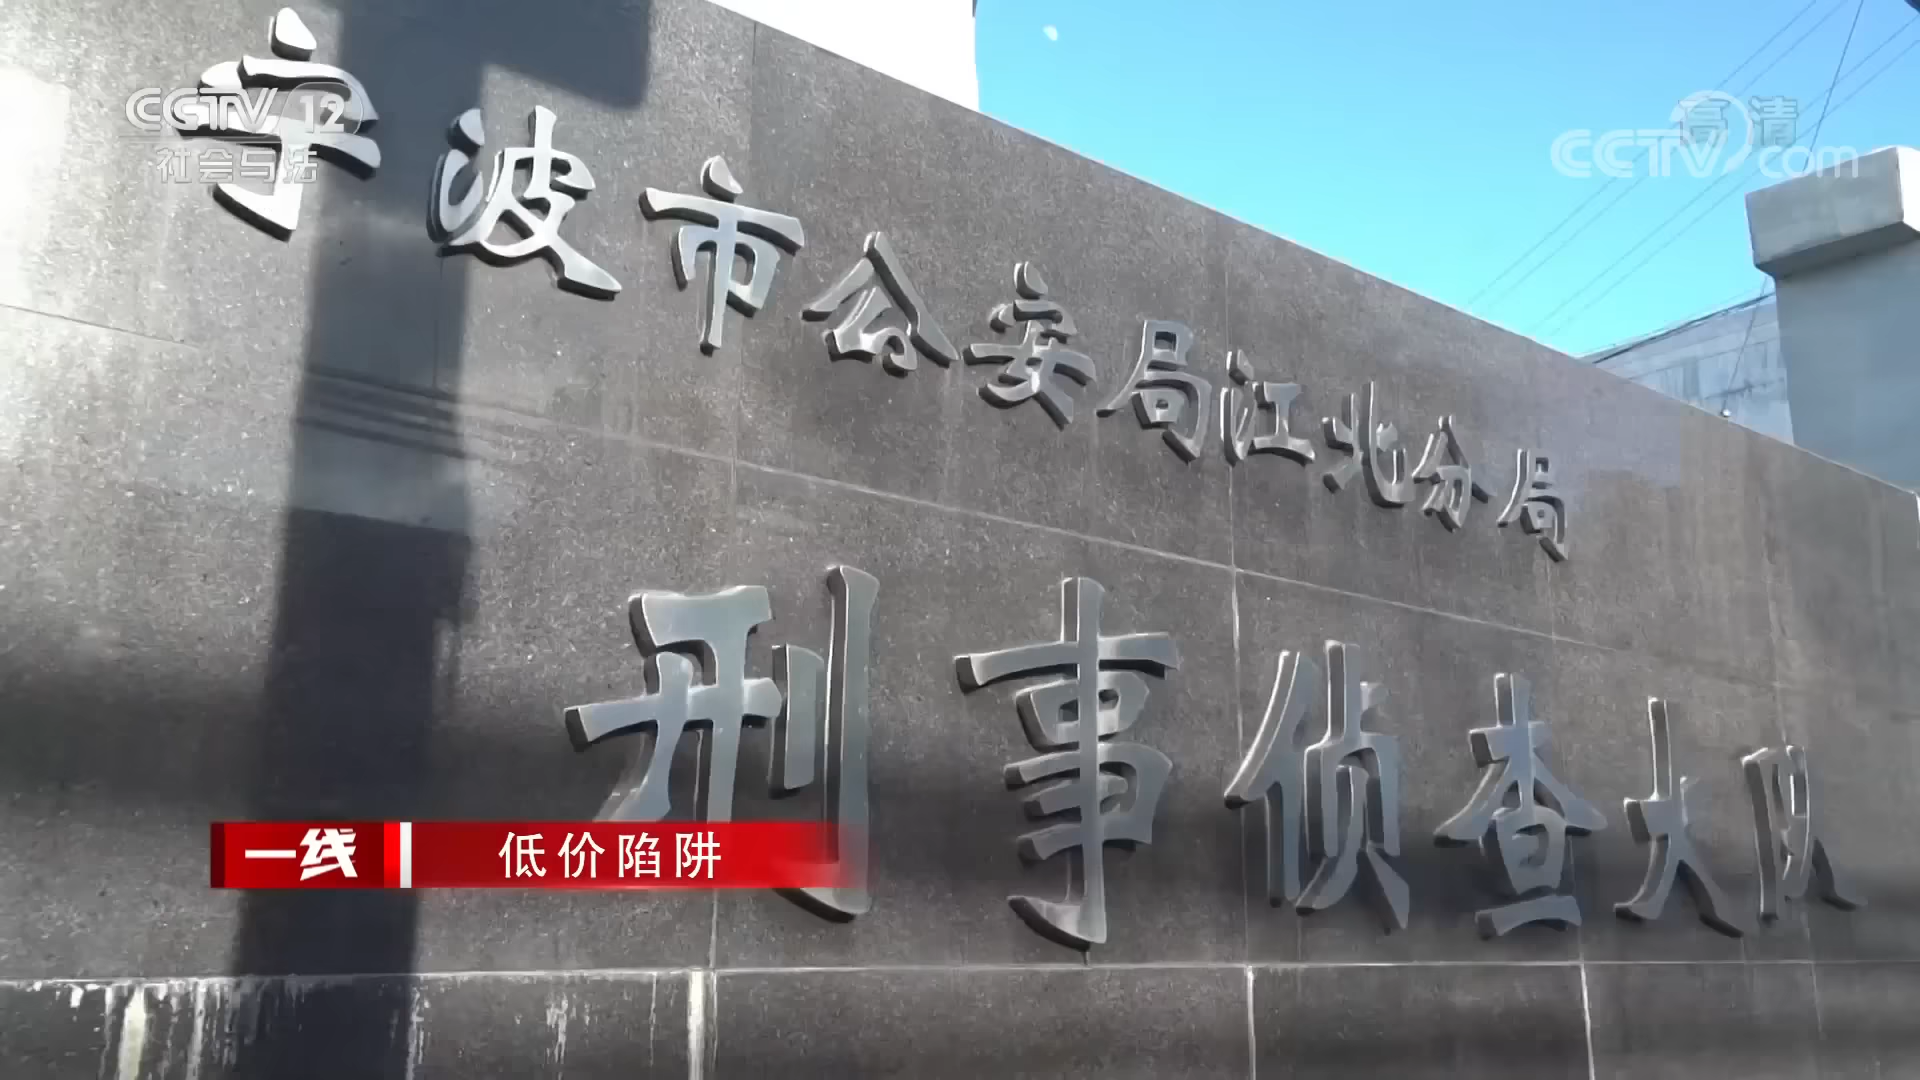 CCTV 12
社会与法
高清
CCTV.com
宁波市公安局江北分局
刑事侦查大队
一线
低价陷阱